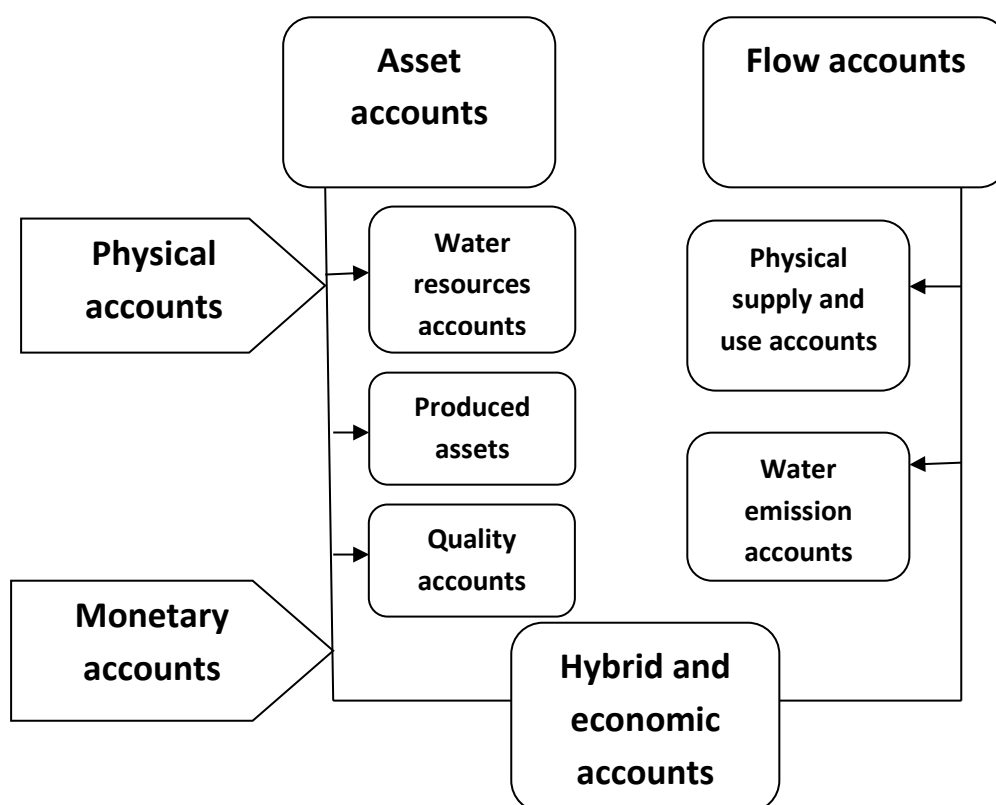 Asset
accounts
Flow accounts
Physical
accounts
Water
resources
accounts
Physical
supply and
use accounts
Produced
assets
Water
emission
accounts
Quality
accounts
Monetary
accounts
Hybrid and
economic
accounts